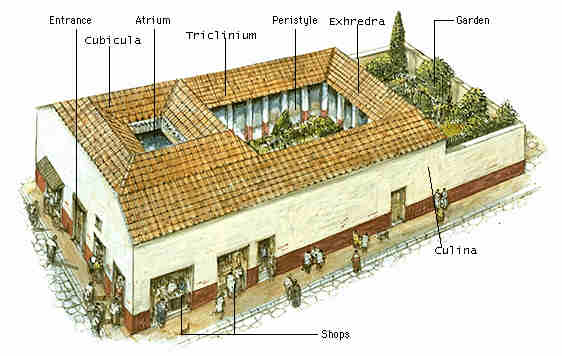 Entrance
Atrium
Peristyle
Exhredra
Garden
Cubicula
Triclinium
Culina
Shops